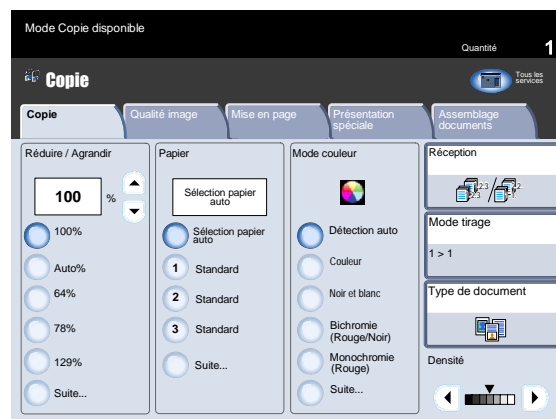 Mode Copie disponible
Quantité
1
Copie
Tous les
services
Copie
Qualité image
Mise en page
Présentation
spéciale
Assemblage
documents
Réduire / Agrandir
100
%
100%
Auto%
64%
78%
129%
Suite...
Papier
Sélection papier
auto
Sélection papier
auto
1 Standard
2 Standard
3 Standard
Suite...
Mode couleur
Détection auto
Couleur
Noir et blanc
Bichromie
(Rouge/Noir)
Monochromie
(Rouge)
Suite...
Réception
Mode tirage
1 > 1
Type de document
Densité